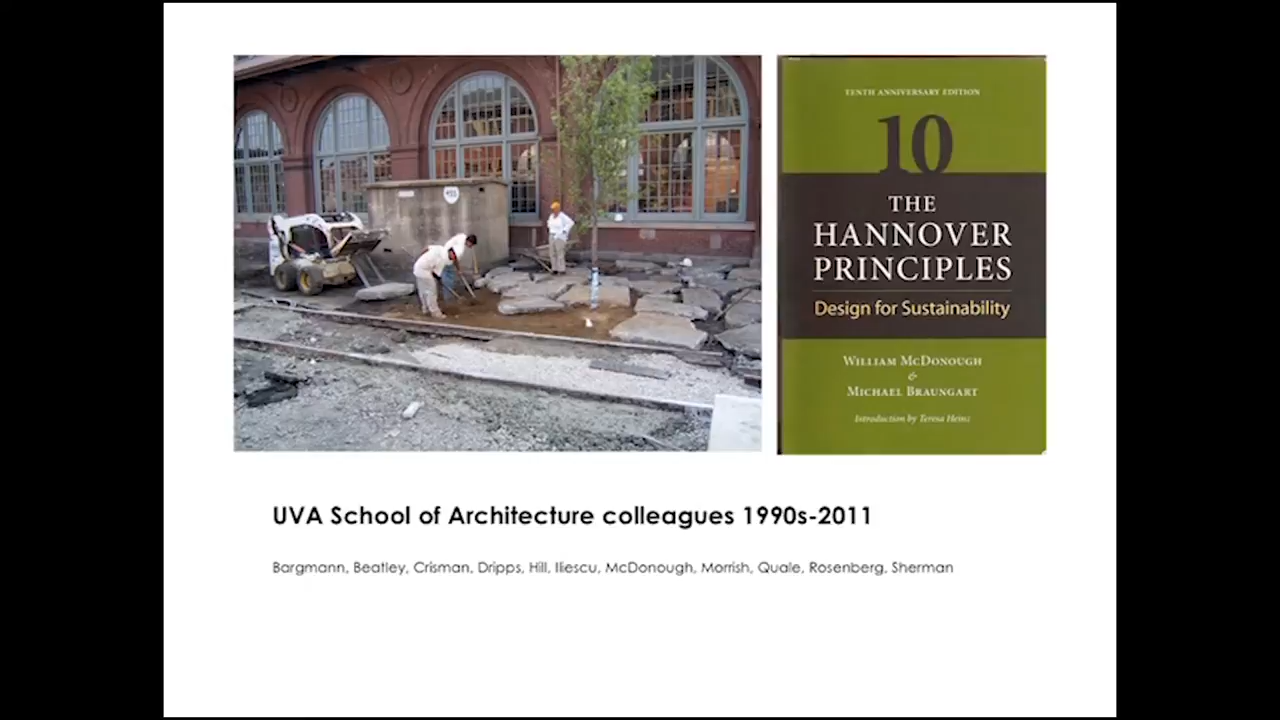 TENTH ANNIVERSARY EDITION
10
THE
HANNOVER
PRINCIPLES
Design for Sustainability
WILLIAM MCDONOUGH
&
MICHAEL BRAUNGART
Introduction by Teresa Heinz
UVA School of Architecture colleagues 1990s-2011
Bargmann, Beatley, Crisman, Dripps, Hill, Iliescu, McDonough, Morrish, Quale, Rosenberg, Sherman